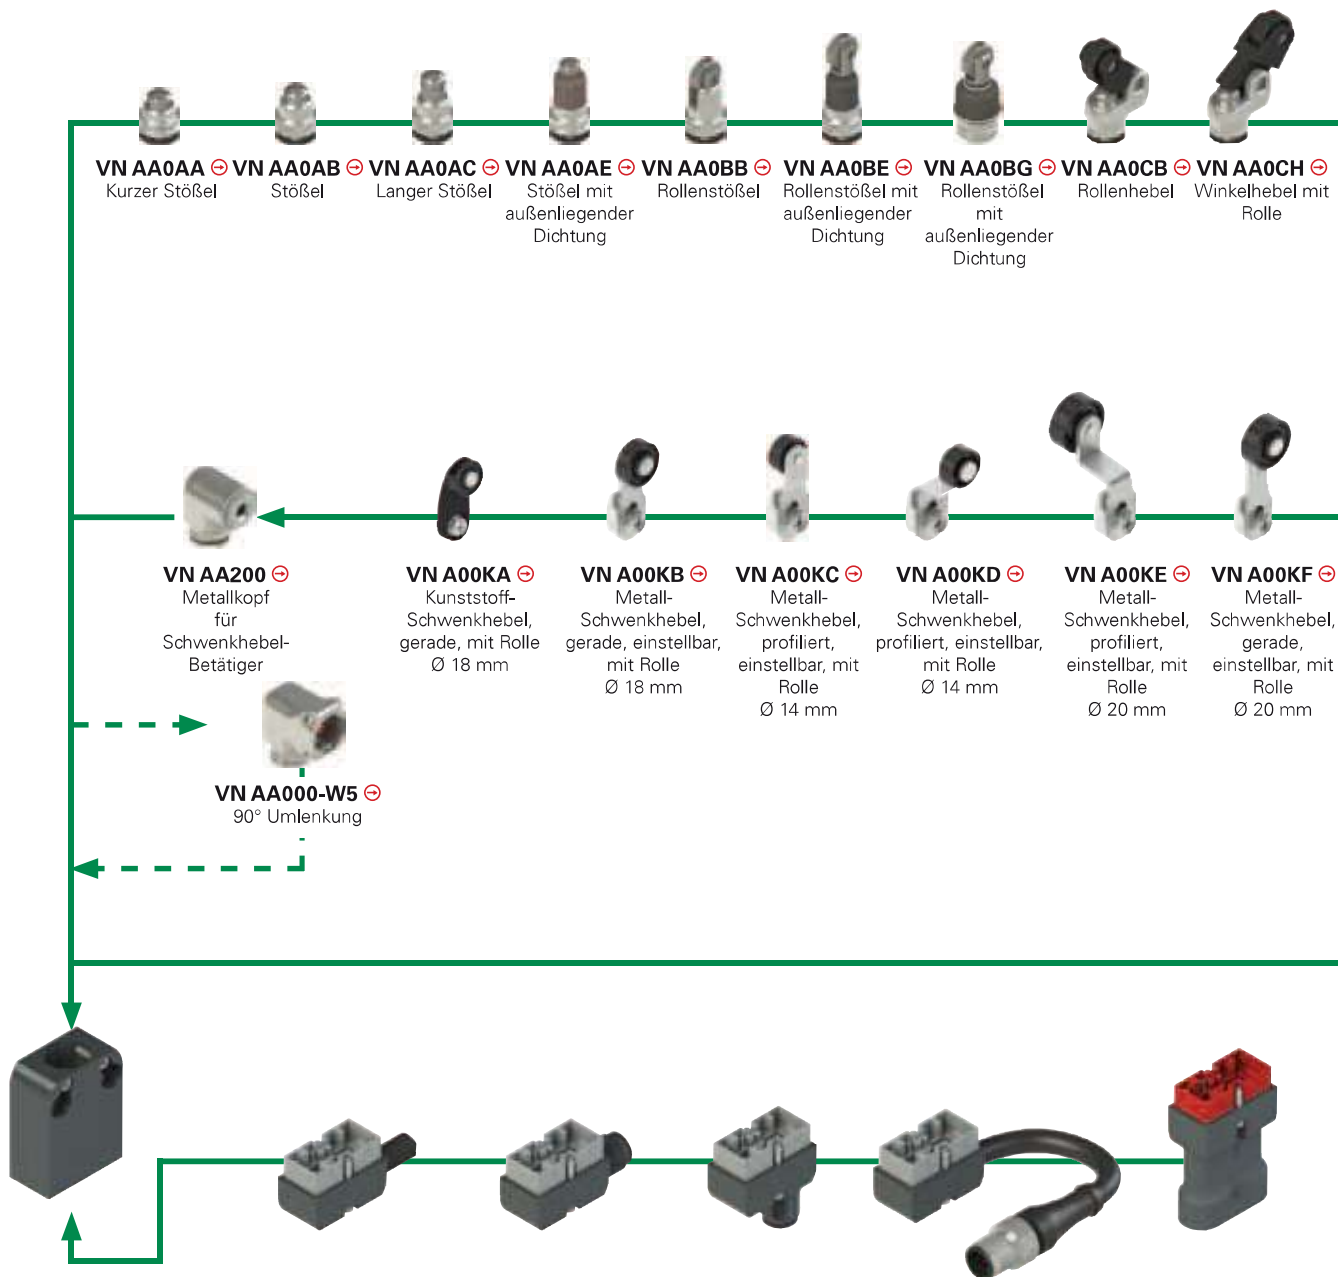 VN AA0AA
Kurzer Stößel
VN AA0AB
Stößel
VN AA0AC
Langer Stößel
VN AA0AE
Stößel mit
außenliegender
Dichtung
VN AA0BB
Rollenstößel
VN AA0BE
Rollenstößel mit
außenliegender
Dichtung
VN AA0BG
Rollenstößel
mit
außenliegender
Dichtung
VN AA0CB
Rollenhebel
VN AA0CH
Winkelhebel mit
Rolle
VN AA200
Metallkopf
für
Schwenkhebel-
Betätiger
VN A00KA
Kunststoff-
Schwenkhebel,
gerade, mit Rolle
Ø 18 mm
VN A00KB
Metall-
Schwenkhebel,
gerade, einstellbar,
mit Rolle
Ø 18 mm
VN A00KC
Metall-
Schwenkhebel,
profiliert,
einstellbar, mit
Rolle
Ø 14 mm
VN A00KD
Metall-
Schwenkhebel,
profiliert, einstellbar,
mit Rolle
Ø 14 mm
VN A00KE
Metall-
Schwenkhebel,
profiliert,
einstellbar, mit
Rolle
Ø 20 mm
VN A00KF
Metall-
Schwenkhebel,
gerade,
einstellbar, mit
Rolle
Ø 20 mm
VN AA000-W5
90° Umlenkung